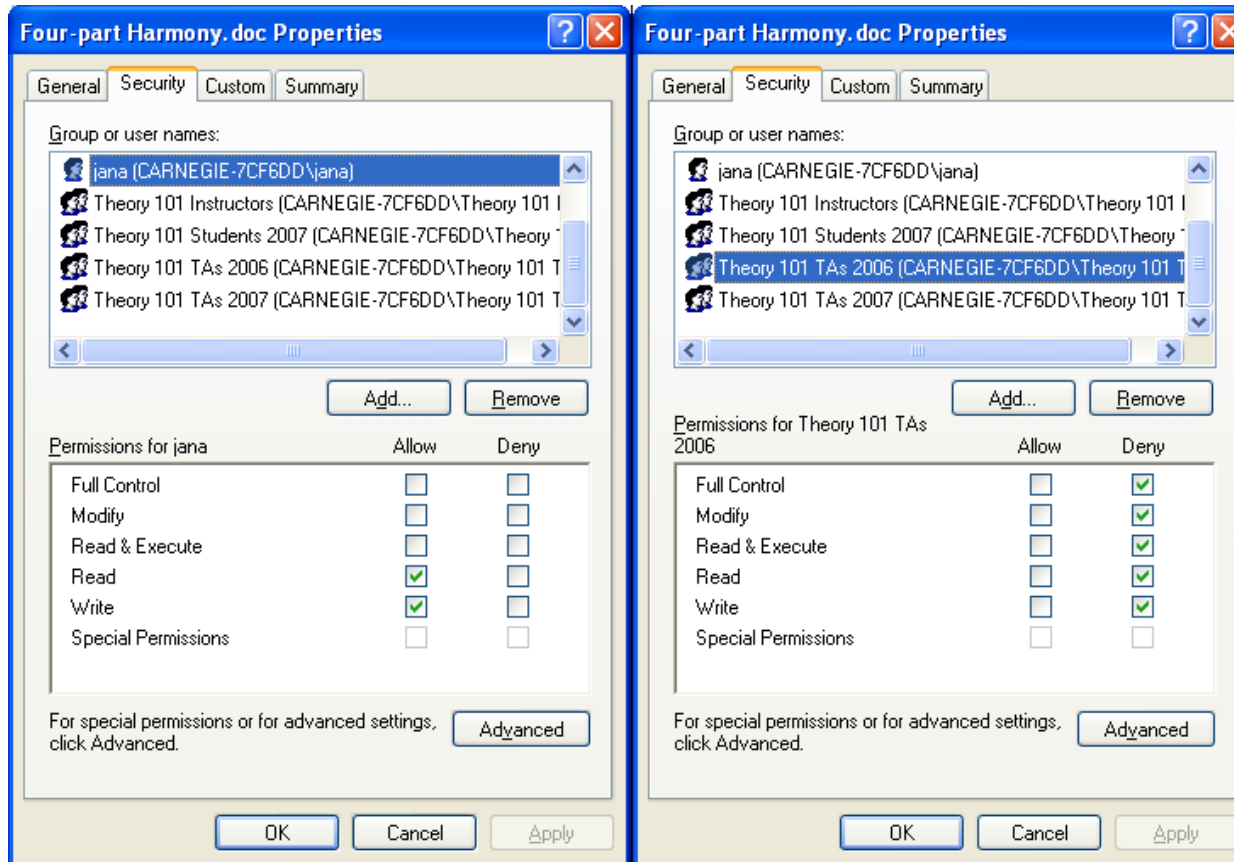 Four-part Harmony.doc Properties
General Security Custom Summary
Group or user names:
jana (CARNEGIE-7CF6DD\jana)
Theory 101 Instructors (CARNEGIE-7CF6DD\Theory 101 I
Theory 101 Students 2007 (CARNEGIE-7CF6DD\Theory 1
Theory 101 TAs 2006 (CARNEGIE-7CF6DD\Theory 101 T
Theory 101 TAs 2007 (CARNEGIE-7CF6DD\Theory 101 T
Add... Remove
Permissions for jana Allow Deny
Full Control
Modify
Read & Execute
Read
Write
Special Permissions
For special permissions or for advanced settings,
click Advanced.
Advanced
OK Cancel Apply
Four-part Harmony.doc Properties
General Security Custom Summary
Group or user names:
jana (CARNEGIE-7CF6DD\jana)
Theory 101 Instructors (CARNEGIE-7CF6DD\Theory 101 I
Theory 101 Students 2007 (CARNEGIE-7CF6DD\Theory 1
Theory 101 TAs 2006 (CARNEGIE-7CF6DD\Theory 101 T
Theory 101 TAs 2007 (CARNEGIE-7CF6DD\Theory 101 T
Add... Remove
Permissions for Theory 101 TAs
2006 Allow Deny
Full Control
Modify
Read & Execute
Read
Write
Special Permissions
For special permissions or for advanced settings,
click Advanced.
Advanced
OK Cancel Apply